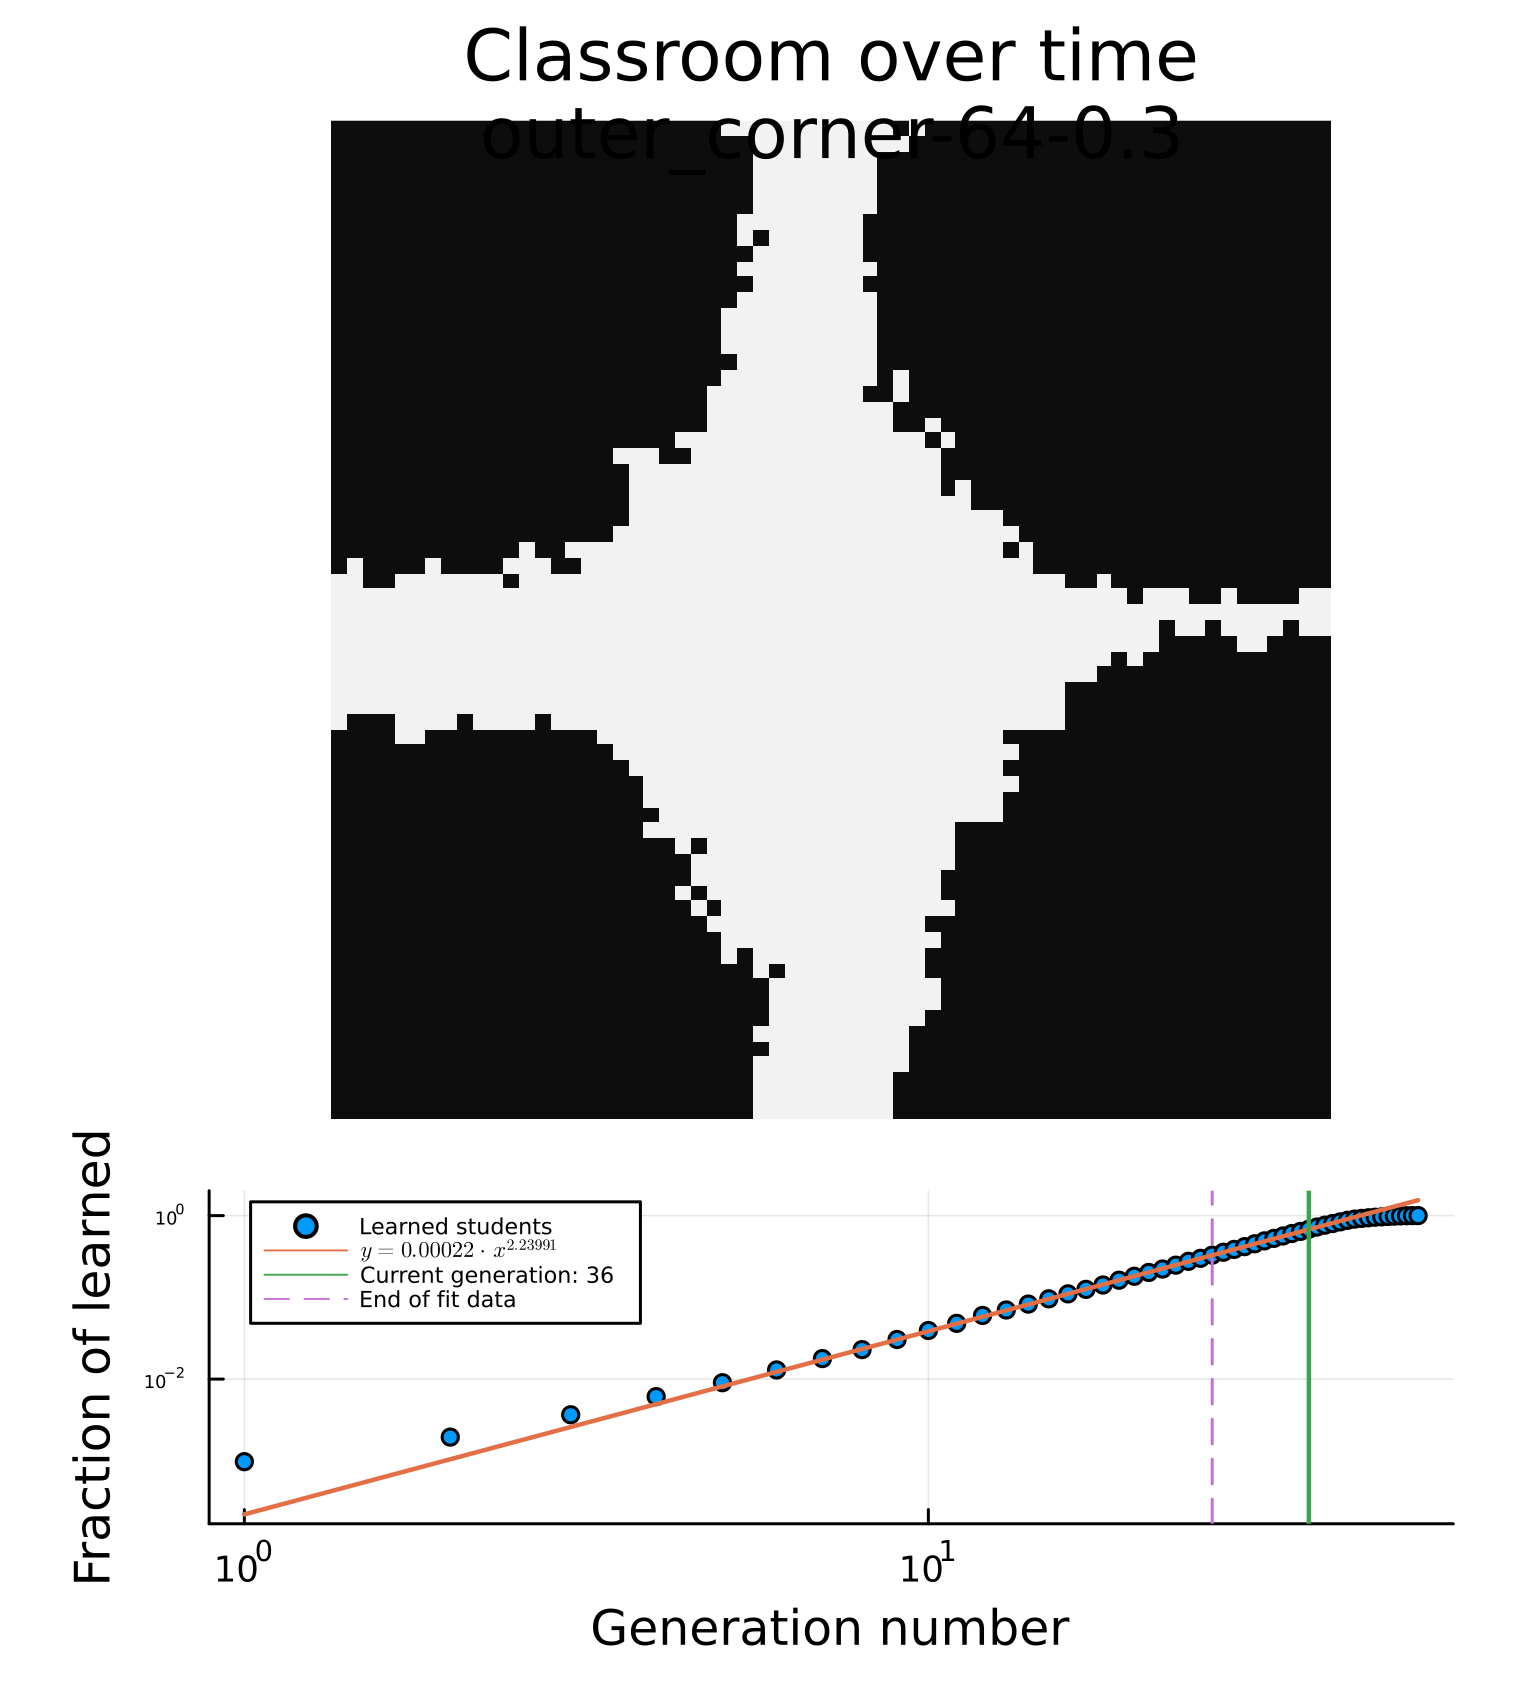 Classroom over time
outer_corner-64-0.3
Fraction of learned
10^0
10^-2
Learned students
y = 0.00022 · x^2.23991
Current generation: 36
End of fit data
10^0
10^1
Generation number